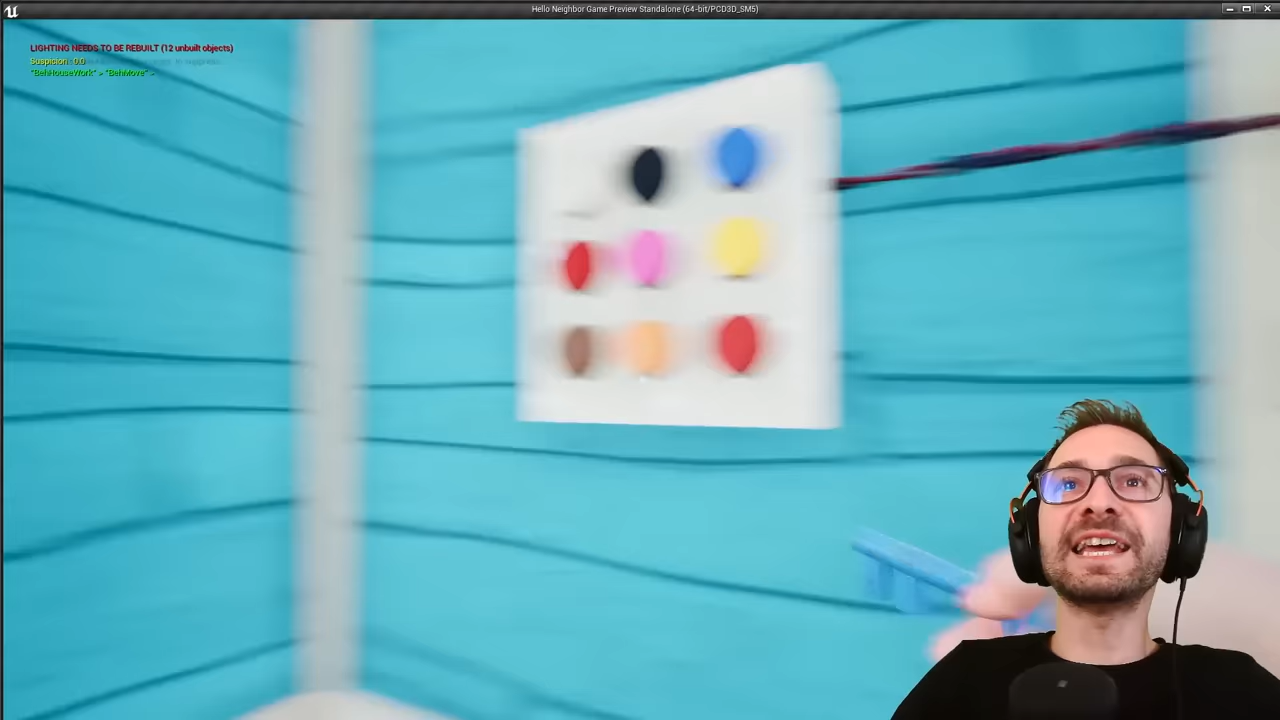 Hello Neighbor Game Preview Standalone (64-bit/PCD3D_SM5)
LIGHTING NEEDS TO BE REBUILT (12 unbuilt objects)
Suspicion : 0.0
"BehHouseWork" > "BehMove" >